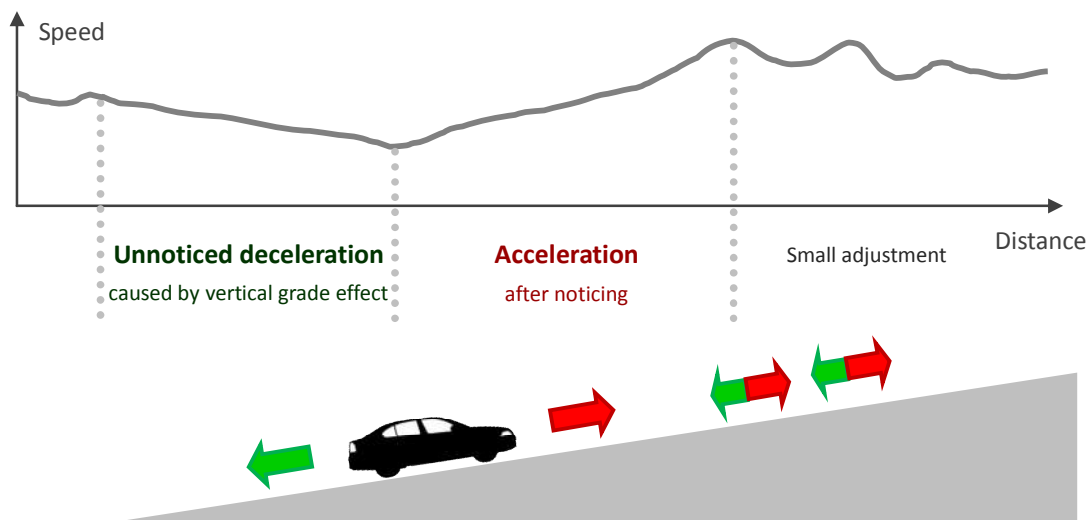 Speed
Distance
Unnoticed deceleration
caused by vertical grade effect
Acceleration
after noticing
Small adjustment